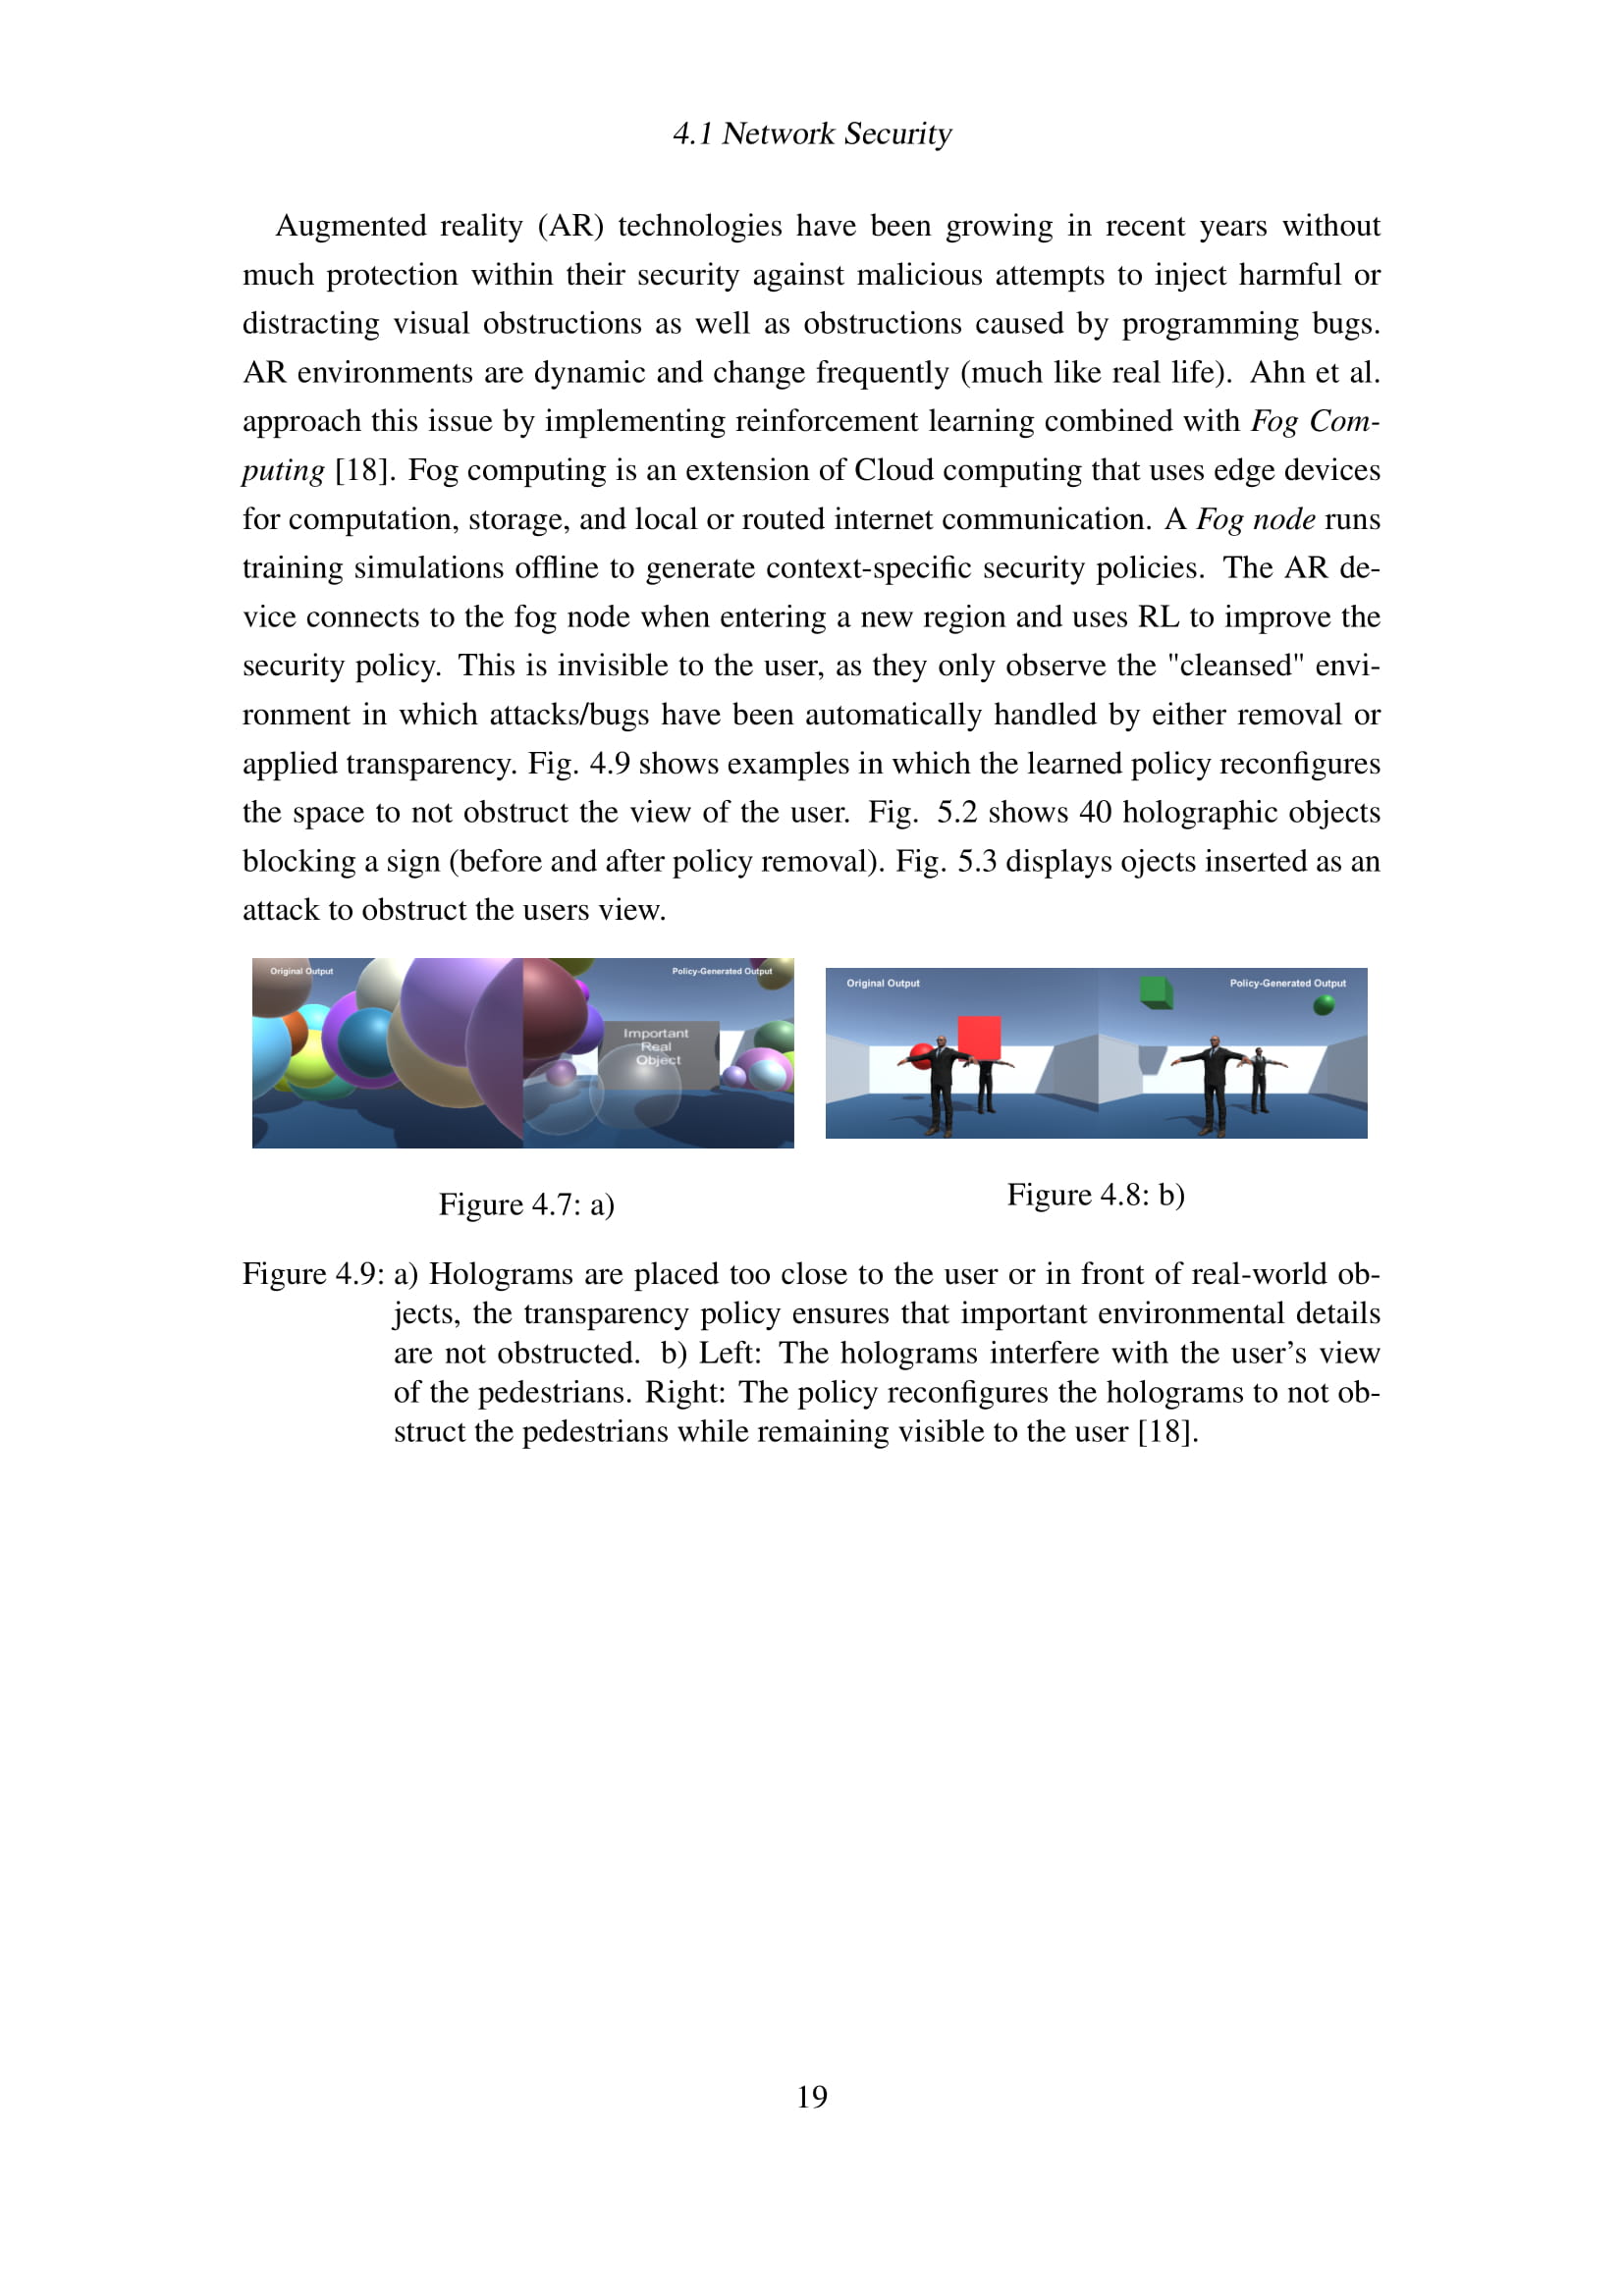 4.1 Network Security
Augmented reality (AR) technologies have been growing in recent years without
much protection within their security against malicious attempts to inject harmful or
distracting visual obstructions as well as obstructions caused by programming bugs.
AR environments are dynamic and change frequently (much like real life). Ahn et al.
approach this issue by implementing reinforcement learning combined with Fog Com-
puting [18]. Fog computing is an extension of Cloud computing that uses edge devices
for computation, storage, and local or routed internet communication. A Fog node runs
training simulations offline to generate context-specific security policies. The AR de-
vice connects to the fog node when entering a new region and uses RL to improve the
security policy. This is invisible to the user, as they only observe the "cleansed" envi-
ronment in which attacks/bugs have been automatically handled by either removal or
applied transparency. Fig. 4.9 shows examples in which the learned policy reconfigures
the space to not obstruct the view of the user. Fig. 5.2 shows 40 holographic objects
blocking a sign (before and after policy removal). Fig. 5.3 displays ojects inserted as an
attack to obstruct the users view.
Original Output
Policy-Generated Output
Important
Real
Object
Original Output
Policy-Generated Output
Figure 4.7: a)
Figure 4.8: b)
Figure 4.9: a) Holograms are placed too close to the user or in front of real-world ob-
jects, the transparency policy ensures that important environmental details
are not obstructed. b) Left: The holograms interfere with the user's view
of the pedestrians. Right: The policy reconfigures the holograms to not ob-
struct the pedestrians while remaining visible to the user [18].
19